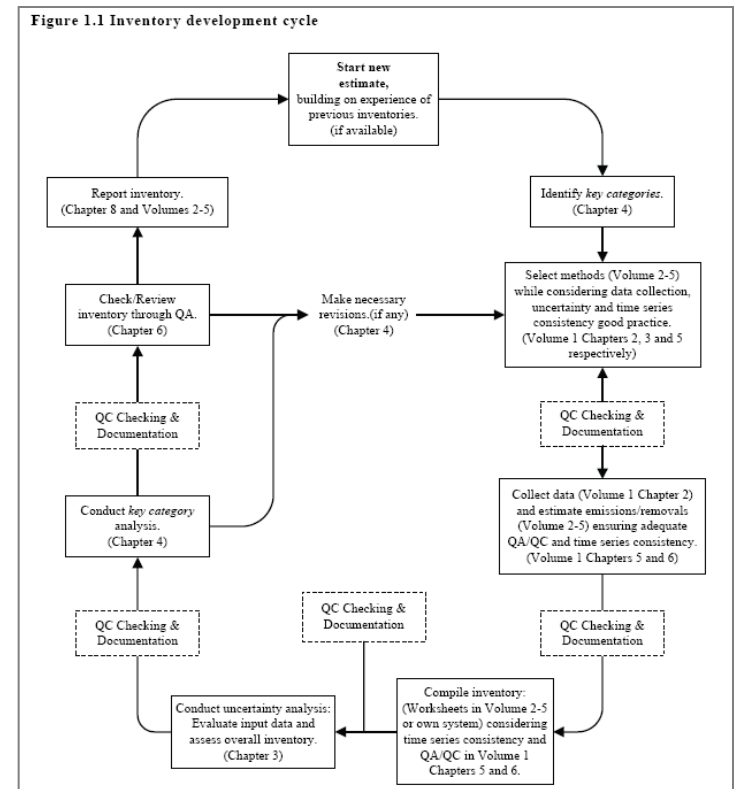 Figure 1.1 Inventory development cycle
Start new
estimate,
building on experience of
previous inventories.
(if available)
Report inventory.
(Chapter 8 and Volumes 2-5)
Identify key categories.
(Chapter 4)
Check/Review
inventory through QA.
(Chapter 6)
Make necessary
revisions.(if any)
(Chapter 4)
Select methods (Volume 2-5)
while considering data collection,
uncertainty and time series
consistency good practice.
(Volume 1 Chapters 2, 3 and 5
respectively)
QC Checking &
Documentation
QC Checking &
Documentation
Conduct key category
analysis.
(Chapter 4)
Collect data (Volume 1 Chapter 2)
and estimate emissions/removals
(Volume 2-5) ensuring adequate
QA/QC and time series consistency.
(Volume 1 Chapters 5 and 6)
QC Checking &
Documentation
QC Checking &
Documentation
QC Checking &
Documentation
Conduct uncertainty analysis:
Evaluate input data and
assess overall inventory.
(Chapter 3)
Compile inventory:
(Worksheets in Volume 2-5
or own system) considering
time series consistency and
QA/QC in Volume 1
Chapters 5 and 6.